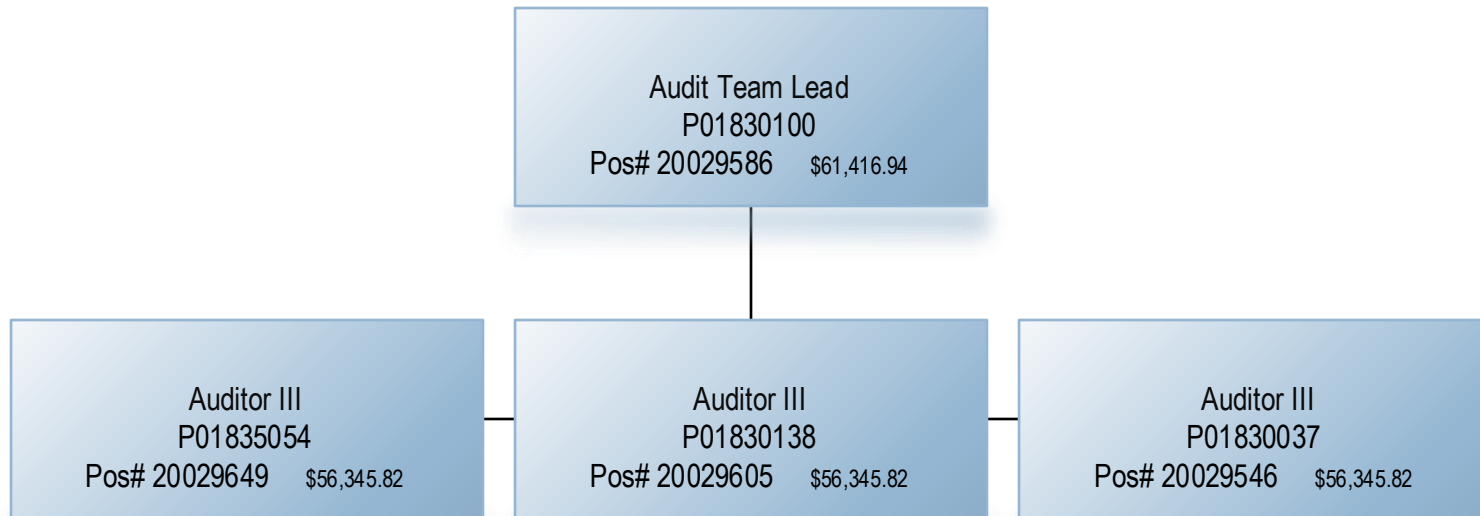 Audit Team Lead
P01830100
Pos# 20029586 $61,416.94
Auditor III
P01835054
Pos# 20029649 $56,345.82
Auditor III
P01830138
Pos# 20029605 $56,345.82
Auditor III
P01830037
Pos# 20029546 $56,345.82